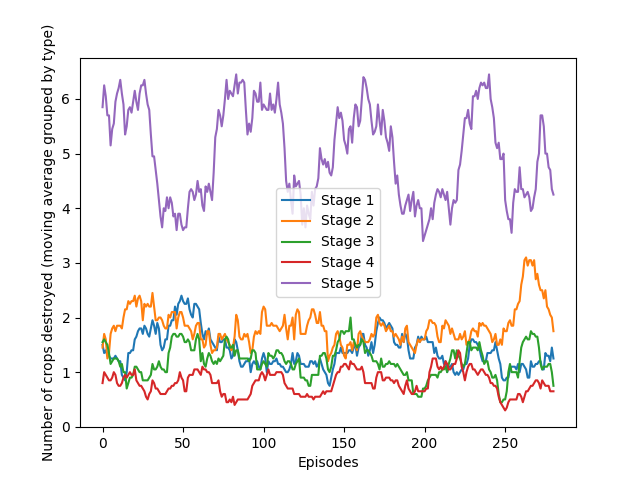 Number of crops destroyed (moving average grouped by type)
6
5
4
3
2
1
0
Stage 1
Stage 2
Stage 3
Stage 4
Stage 5
0 50 100 150 200 250
Episodes